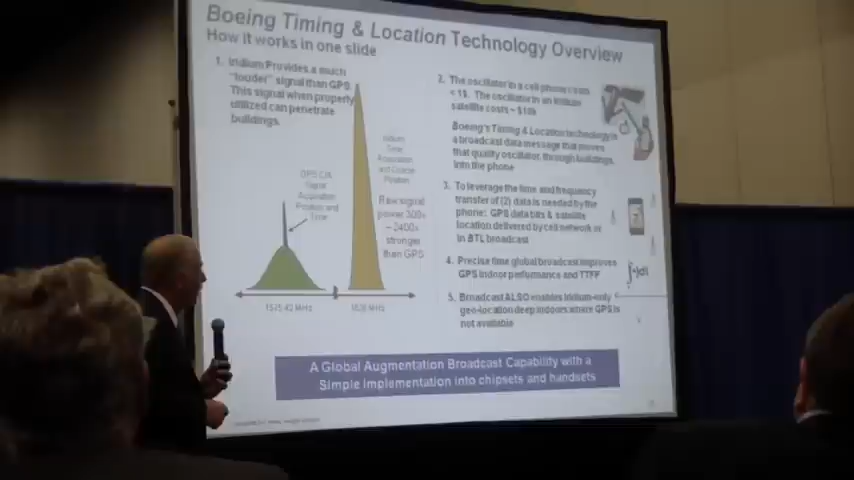 Boeing Timing & Location Technology Overview
How it works in one slide
1. Iridium Provides a much
"louder" signal than GPS.
This signal when properly
utilized can penetrate
buildings.
GPS C/A
Signal
Acquisition
Position and
Time
Iridium
Time
Acquisition
and Coarse
Position
Raw signal
power 300x
– 2400x
stronger
than GPS
1575.42 MHz
1626 MHz
2. The oscillator in a cell phone costs
< 1$. The oscillator in an Iridium
satellite costs ~ $10k
Boeing's Timing & Location technology is
a broadcast data message that moves
that quality oscillator, through buildings,
into the phone
3. To leverage the time and frequency
transfer of (2) data is needed by the
phone: GPS data bits & satellite
location delivered by cell network or
in BTL broadcast
4. Precise time global broadcast improves
GPS indoor performance and TTFF
5. Broadcast ALSO enables Iridium-only
geo-location deep indoors where GPS is
not available
A Global Augmentation Broadcast Capability with a
Simple Implementation into chipsets and handsets